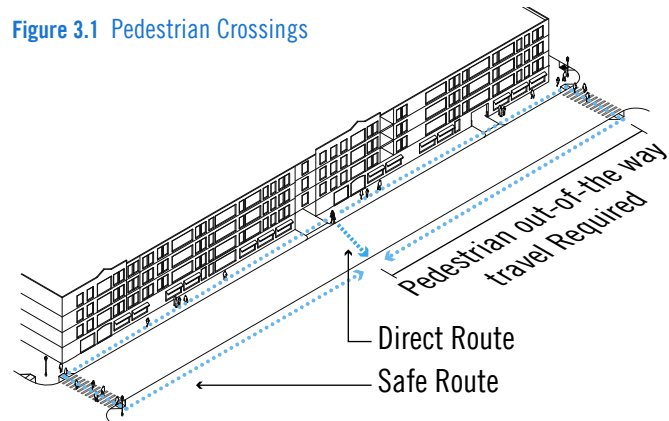 Figure 3.1 Pedestrian Crossings
Pedestrian out-of-the way
travel Required
Direct Route
Safe Route